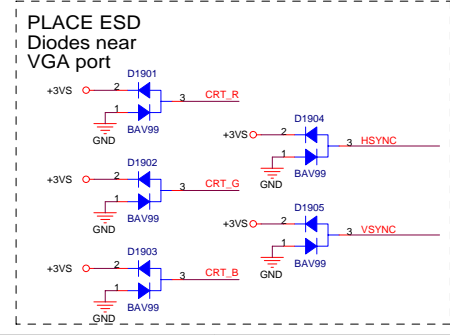 PLACE ESD
Diodes near
VGA port
D1901
+3VS 2
3 CRT_R
1
BAV99
GND
D1904
+3VS 2
3 HSYNC
1
BAV99
GND
D1902
+3VS 2
3 CRT_G
1
BAV99
GND
D1905
+3VS 2
3 VSYNC
1
BAV99
GND
D1903
+3VS 2
3 CRT_B
1
BAV99
GND